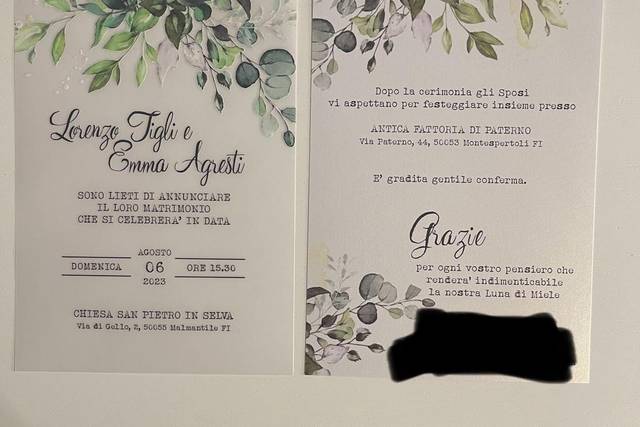 Lorenzo Tigli e
Emma Agresti
SONO LIETI DI ANNUNCIARE
IL LORO MATRIMONIO
CHE SI CELEBRERA' IN DATA
AGOSTO
DOMENICA 06 ORE 15.30
2023
CHIESA SAN PIETRO IN SELVA
Via di Gello, 2, 50055 Malmantile FI
Dopo la cerimonia gli Sposi
vi aspettano per festeggiare insieme presso
ANTICA FATTORIA DI PATERNO
Via Paterno, 44, 50053 Montespertoli FI
E' gradita gentile conferma.
Grazie
per ogni vostro pensiero che
rendera' indimenticabile
la nostra Luna di Miele